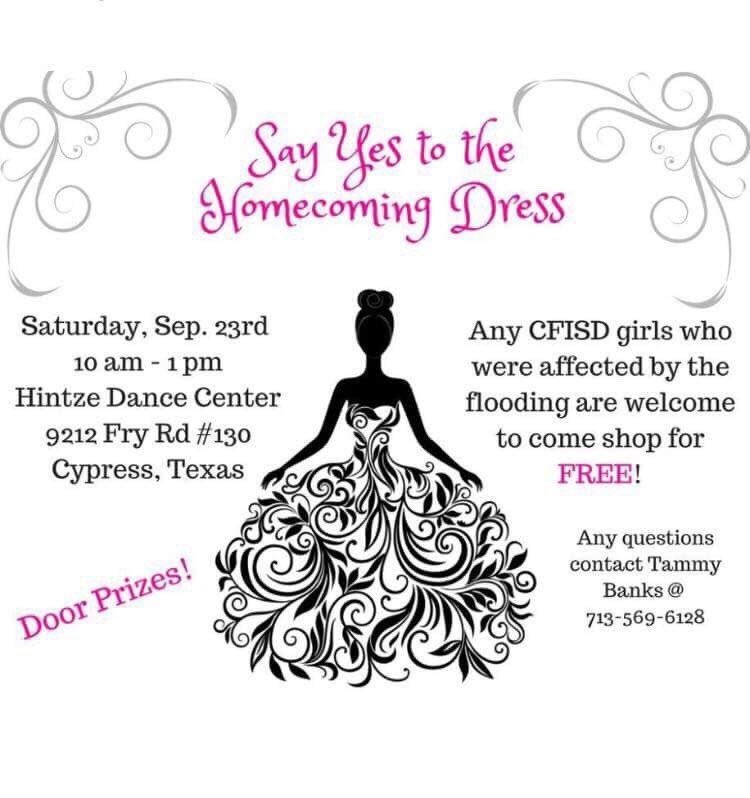 Say Yes to the
Homecoming Dress
Saturday, Sep. 23rd
10 am - 1 pm
Hintze Dance Center
9212 Fry Rd #130
Cypress, Texas
Any CFISD girls who
were affected by the
flooding are welcome
to come shop for
FREE!
Door Prizes!
Any questions
contact Tammy
Banks @
713-569-6128